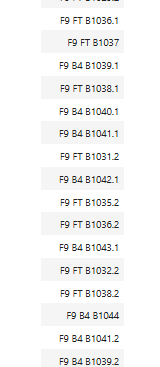 F9 FT B1036.1
F9 FT B1037
F9 B4 B1039.1
F9 FT B1038.1
F9 B4 B1040.1
F9 B4 B1041.1
F9 FT B1031.2
F9 B4 B1042.1
F9 FT B1035.2
F9 FT B1036.2
F9 B4 B1043.1
F9 FT B1032.2
F9 FT B1038.2
F9 B4 B1044
F9 B4 B1041.2
F9 B4 B1039.2